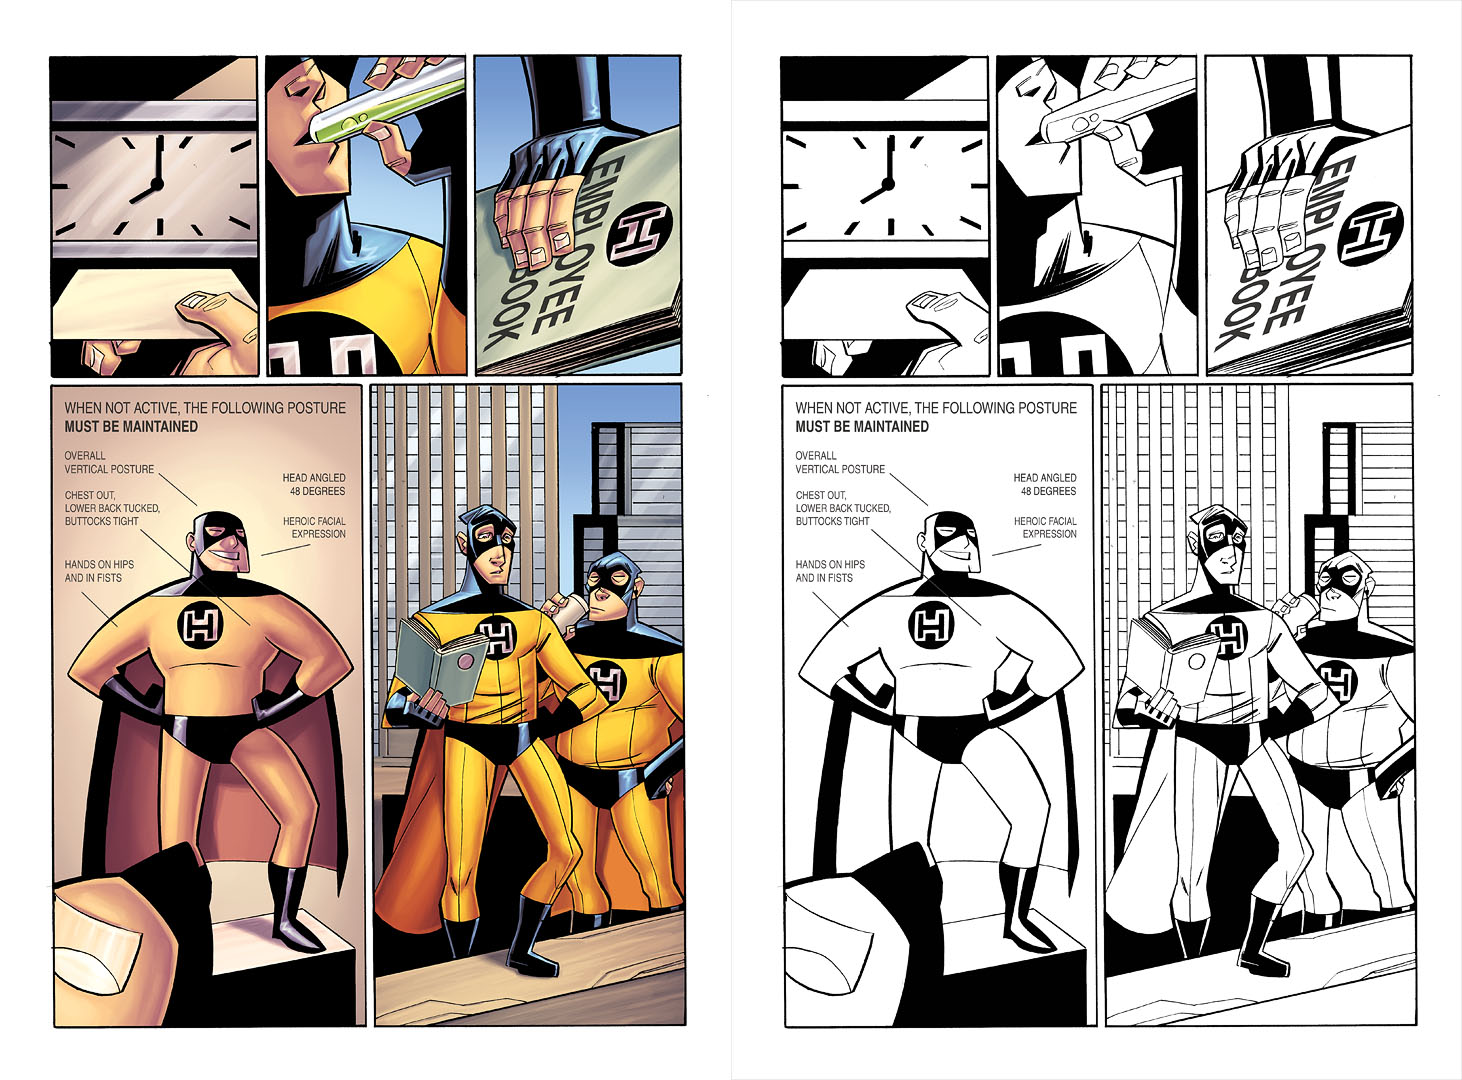 EMPLOYEE
BOOK
H
WHEN NOT ACTIVE, THE FOLLOWING POSTURE
MUST BE MAINTAINED
OVERALL
VERTICAL POSTURE
HEAD ANGLED
48 DEGREES
CHEST OUT,
LOWER BACK TUCKED,
BUTTOCKS TIGHT
HEROIC FACIAL
EXPRESSION
HANDS ON HIPS
AND IN FISTS
H
H
H
EMPLOYEE
BOOK
H
WHEN NOT ACTIVE, THE FOLLOWING POSTURE
MUST BE MAINTAINED
OVERALL
VERTICAL POSTURE
HEAD ANGLED
48 DEGREES
CHEST OUT,
LOWER BACK TUCKED,
BUTTOCKS TIGHT
HEROIC FACIAL
EXPRESSION
HANDS ON HIPS
AND IN FISTS
H
H
H